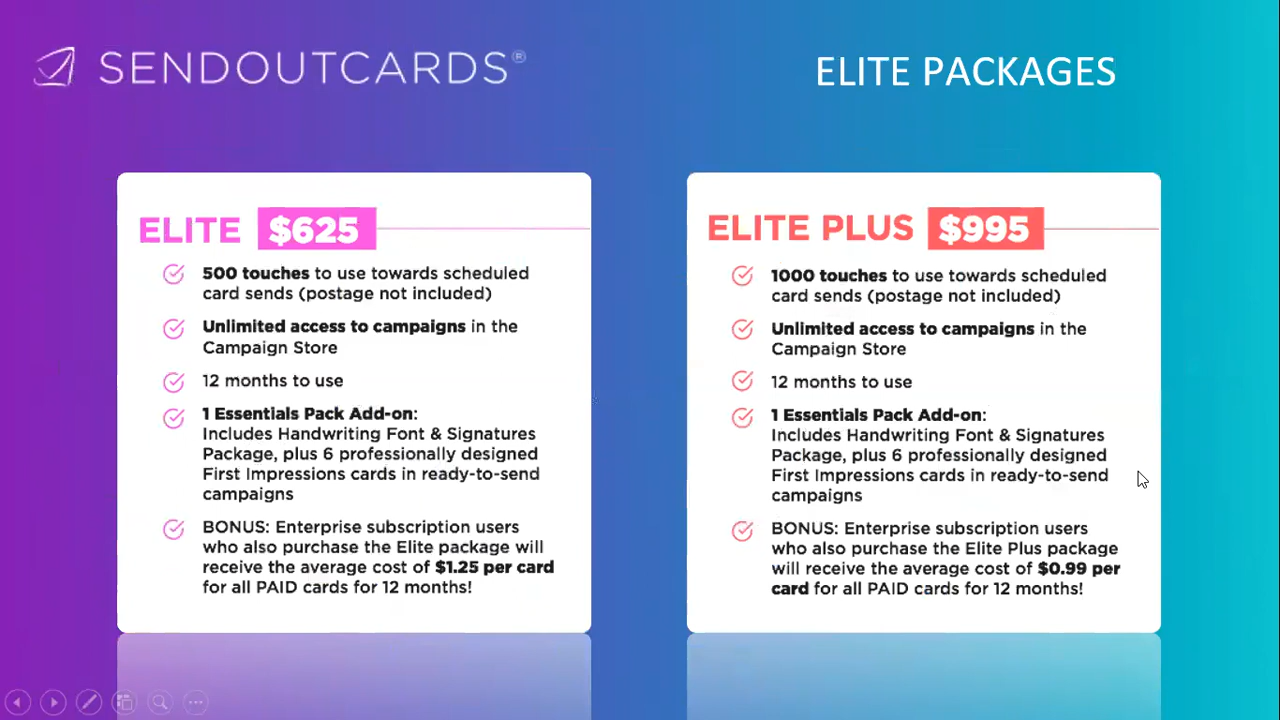 SENDOUTCARDS®
ELITE PACKAGES
ELITE $625
500 touches to use towards scheduled
card sends (postage not included)
Unlimited access to campaigns in the
Campaign Store
12 months to use
1 Essentials Pack Add-on:
Includes Handwriting Font & Signatures
Package, plus 6 professionally designed
First Impressions cards in ready-to-send
campaigns
BONUS: Enterprise subscription users
who also purchase the Elite package will
receive the average cost of $1.25 per card
for all PAID cards for 12 months!
ELITE PLUS $995
1000 touches to use towards scheduled
card sends (postage not included)
Unlimited access to campaigns in the
Campaign Store
12 months to use
1 Essentials Pack Add-on:
Includes Handwriting Font & Signatures
Package, plus 6 professionally designed
First Impressions cards in ready-to-send
campaigns
BONUS: Enterprise subscription users
who also purchase the Elite Plus package
will receive the average cost of $0.99 per
card for all PAID cards for 12 months!